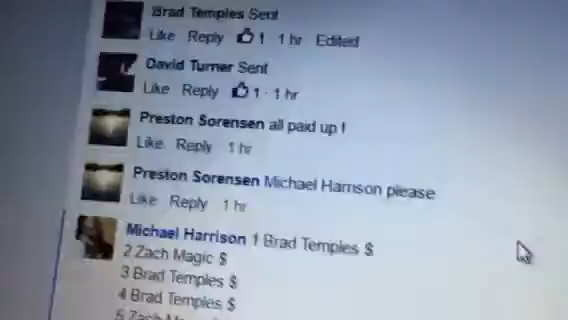 Brad Temples Sent
Like Reply 1 1 hr Edited
David Turner Sent
Like Reply 1 · 1 hr
Preston Sorensen all paid up !
Like Reply 1 hr
Preston Sorensen Michael Harrison please
Like Reply 1 hr
Michael Harrison 1 Brad Temples $
2 Zach Magic $
3 Brad Temples $
4 Brad Temples $
5 Zach